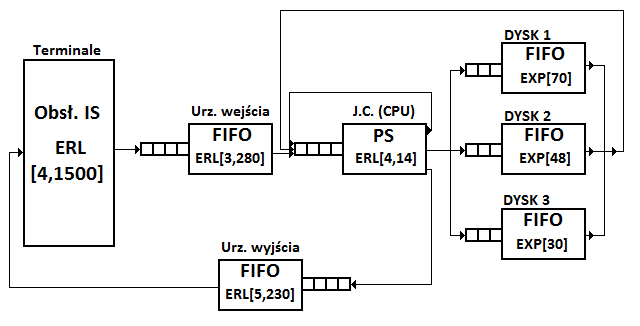 Terminale
Obsł. IS
ERL
[4,1500]
Urz. wejścia
FIFO
ERL[3,280]
J.C. (CPU)
PS
ERL[4,14]
DYSK 1
FIFO
EXP[70]
DYSK 2
FIFO
EXP[48]
DYSK 3
FIFO
EXP[30]
Urz. wyjścia
FIFO
ERL[5,230]